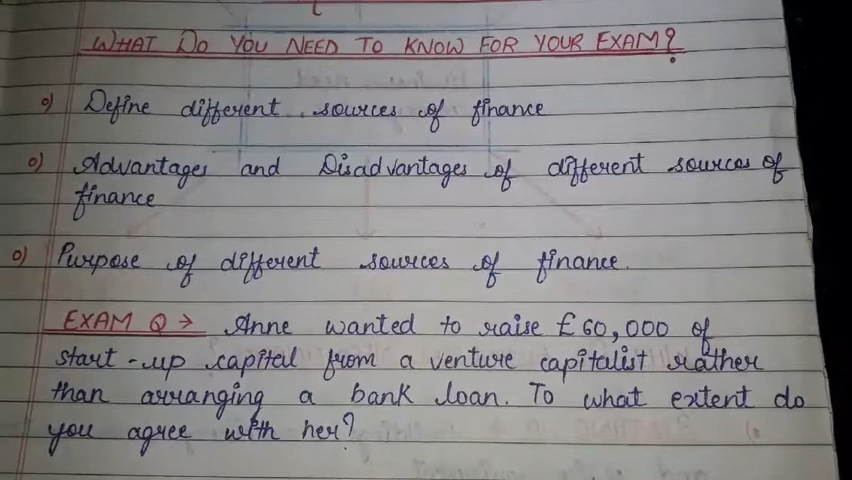 WHAT DO YOU NEED TO KNOW FOR YOUR EXAM?
o) Define different sources of finance
o) Advantages and Disadvantages of different sources of
finance
o) Purpose of different sources of finance.
EXAM Q → Anne wanted to raise £60,000 of
start-up capital from a venture capitalist rather
than arranging a bank loan. To what extent do
you agree with her?